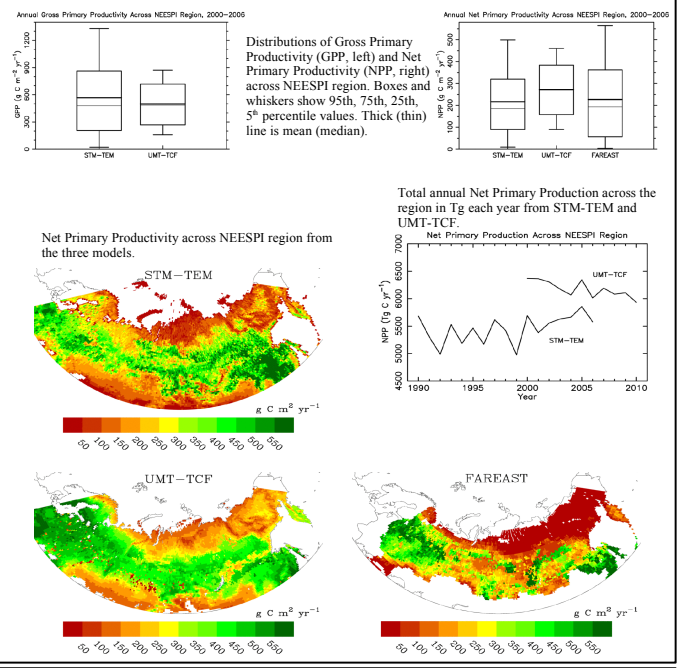 Annual Gross Primary Productivity Across NEESPI Region, 2000-2006
GPP (g C m-2 yr-1)
0 300 600 900 1200
STM-TEM UMT-TCF
Distributions of Gross Primary
Productivity (GPP, left) and Net
Primary Productivity (NPP, right)
across NEESPI region. Boxes and
whiskers show 95th, 75th, 25th,
5th percentile values. Thick (thin)
line is mean (median).
Annual Net Primary Productivity Across NEESPI Region, 2000-2006
NPP (g C m-2 yr-1)
0 100 200 300 400 500
STM-TEM UMT-TCF FAREAST
Total annual Net Primary Production across the
region in Tg each year from STM-TEM and
UMT-TCF.
Net Primary Production Across NEESPI Region
NPP (Tg C yr-1)
4500 5000 5500 6000 6500 7000
UMT-TCF
STM-TEM
1990 1995 2000 2005 2010
Year
Net Primary Productivity across NEESPI region from
the three models.
STM-TEM
g C m2 yr-1
50 100 150 200 250 300 350 400 450 500 550
UMT-TCF
g C m2 yr-1
50 100 150 200 250 300 350 400 450 500 550
FAREAST
g C m2 yr-1
50 100 150 200 250 300 350 400 450 500 550